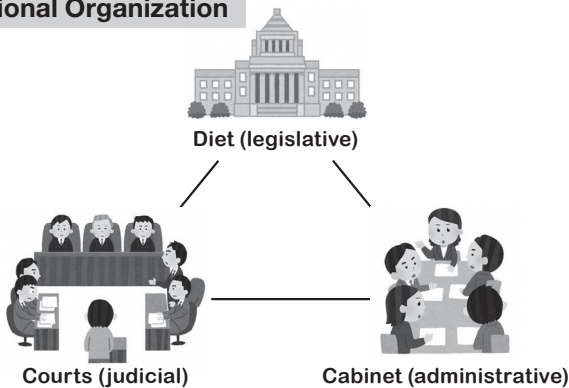 ional Organization
Diet (legislative)
Courts (judicial)
Cabinet (administrative)